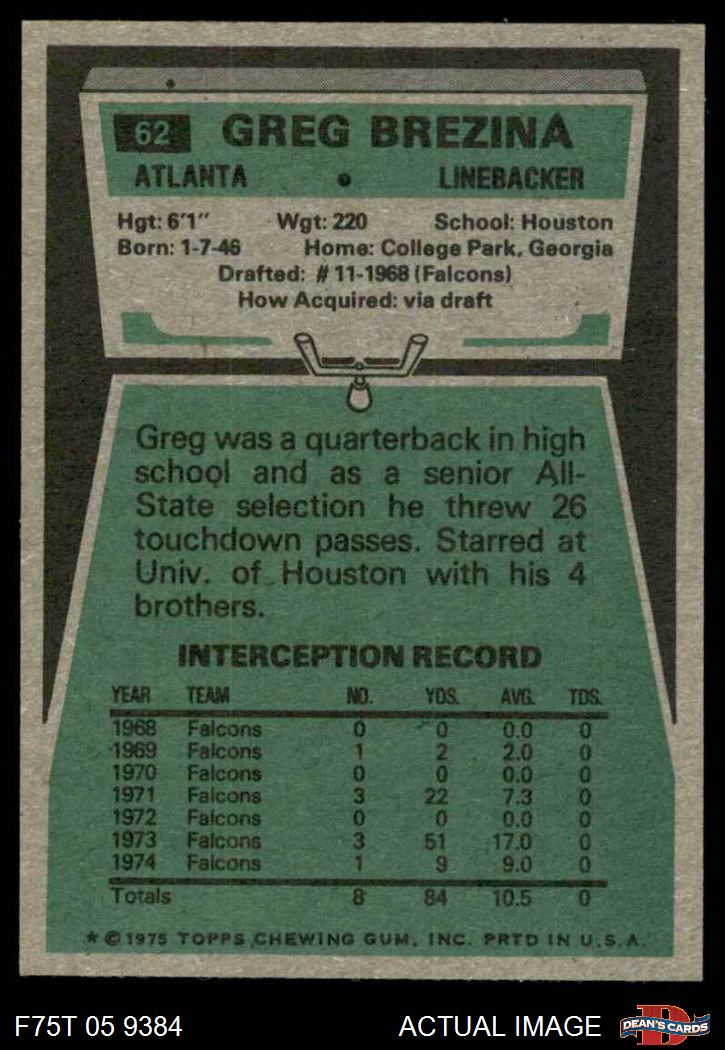 62 GREG BREZINA
ATLANTA • LINEBACKER
Hgt: 6'1" Wgt: 220 School: Houston
Born: 1-7-46 Home: College Park, Georgia
Drafted: #11-1968 (Falcons)
How Acquired: via draft
Greg was a quarterback in high
school and as a senior All-
State selection he threw 26
touchdown passes. Starred at
Univ. of Houston with his 4
brothers.
INTERCEPTION RECORD
YEAR TEAM NO. YDS. AVG. TDS.
1968 Falcons 0 0 0.0 0
1969 Falcons 1 2 2.0 0
1970 Falcons 0 0 0.0 0
1971 Falcons 3 22 7.3 0
1972 Falcons 0 0 0.0 0
1973 Falcons 3 51 17.0 0
1974 Falcons 1 9 9.0 0
Totals 8 84 10.5 0
* © 1975 TOPPS CHEWING GUM, INC. PRTD IN U.S.A.
F75T 05 9384 ACTUAL IMAGE D DEAN'S CARDS